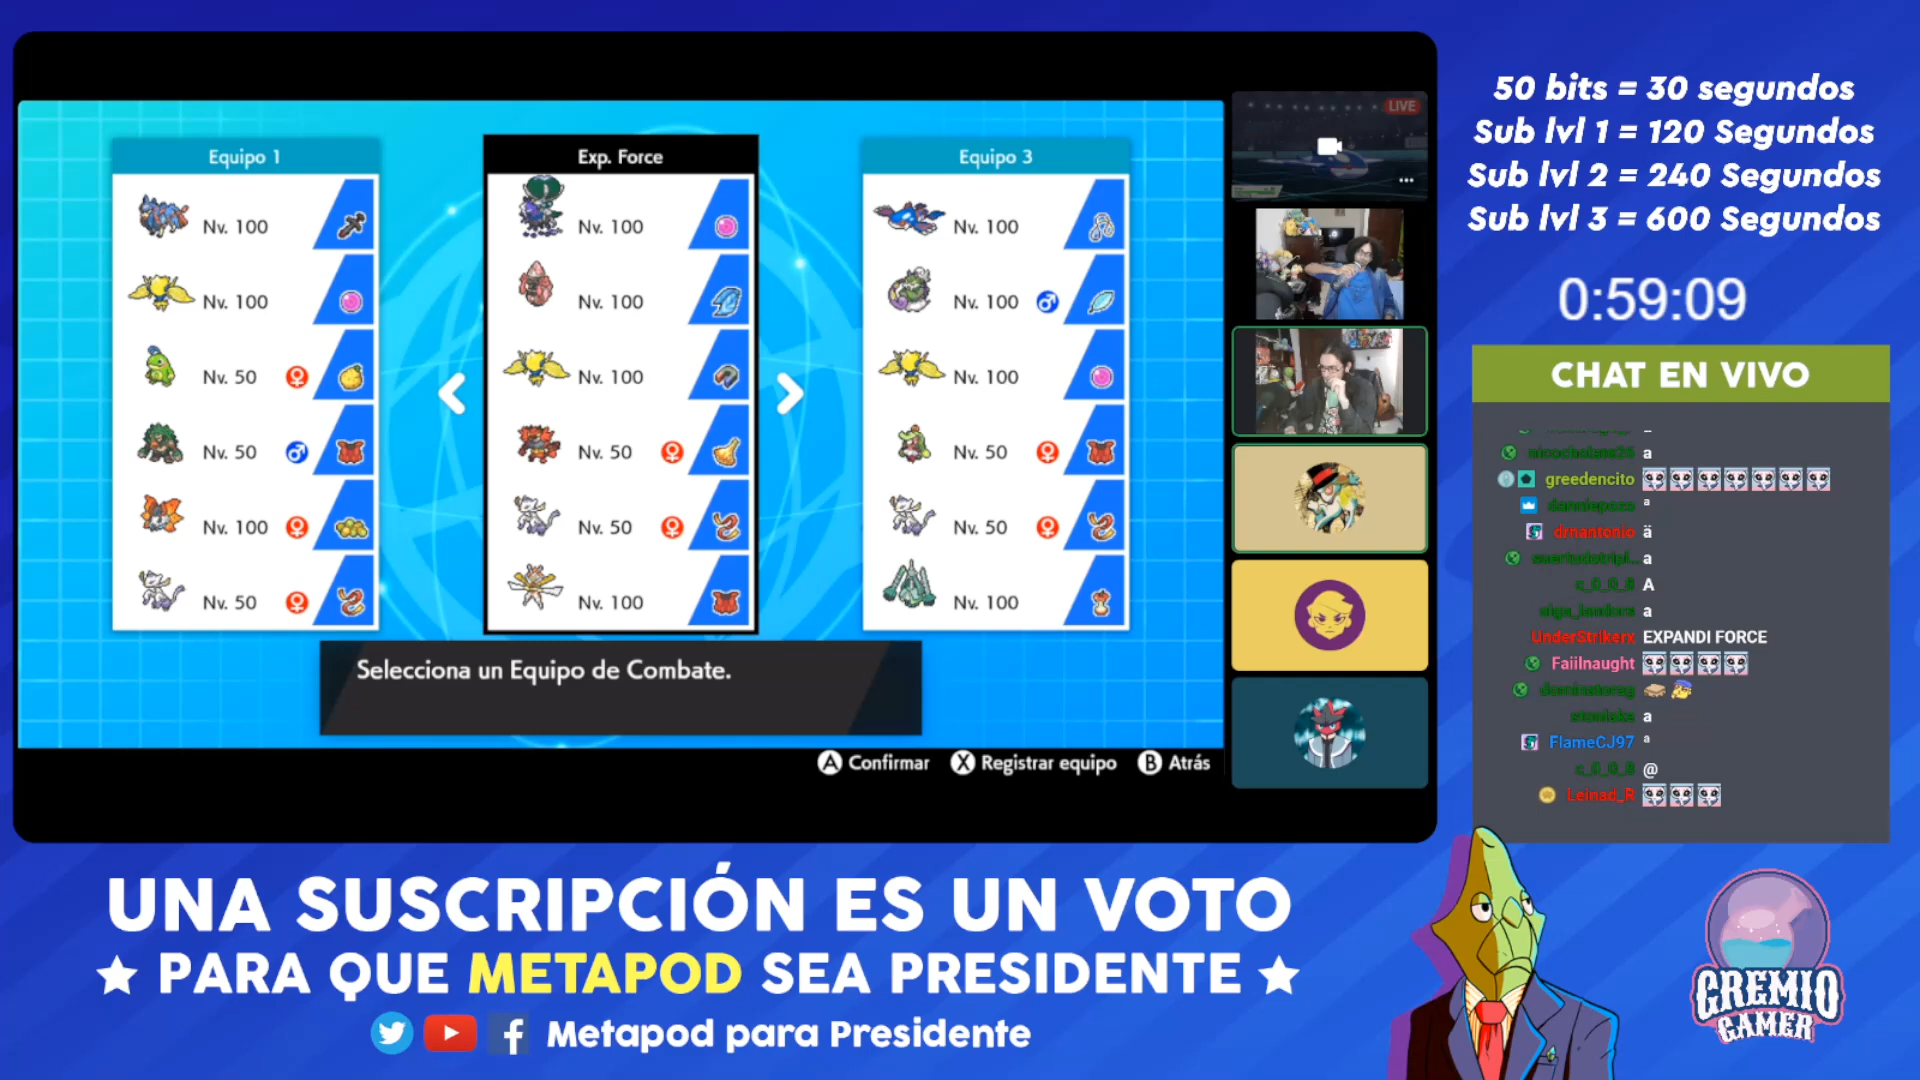 LIVE
Equipo 1
Nv. 100
Nv. 100
Nv. 50
Nv. 50
Nv. 100
Nv. 50
Exp. Force
Nv. 100
Nv. 100
Nv. 100
Nv. 50
Nv. 50
Nv. 100
Equipo 3
Nv. 100
Nv. 100
Nv. 100
Nv. 50
Nv. 50
Nv. 100
Selecciona un Equipo de Combate.
A Confirmar X Registrar equipo B Atrás
50 bits = 30 segundos
Sub lvl 1 = 120 Segundos
Sub lvl 2 = 240 Segundos
Sub lvl 3 = 600 Segundos
0:59:09
CHAT EN VIVO
a
greedencito
a
drnantonio ä
a
c_0_0_8 A
a
UnderStrikerx EXPANDI FORCE
Faiilnaught
a
FlameCJ97 a
c_0_0_8 @
Leinad_R
UNA SUSCRIPCIÓN ES UN VOTO
PARA QUE METAPOD SEA PRESIDENTE
Metapod para Presidente
GREMIO
GAMER